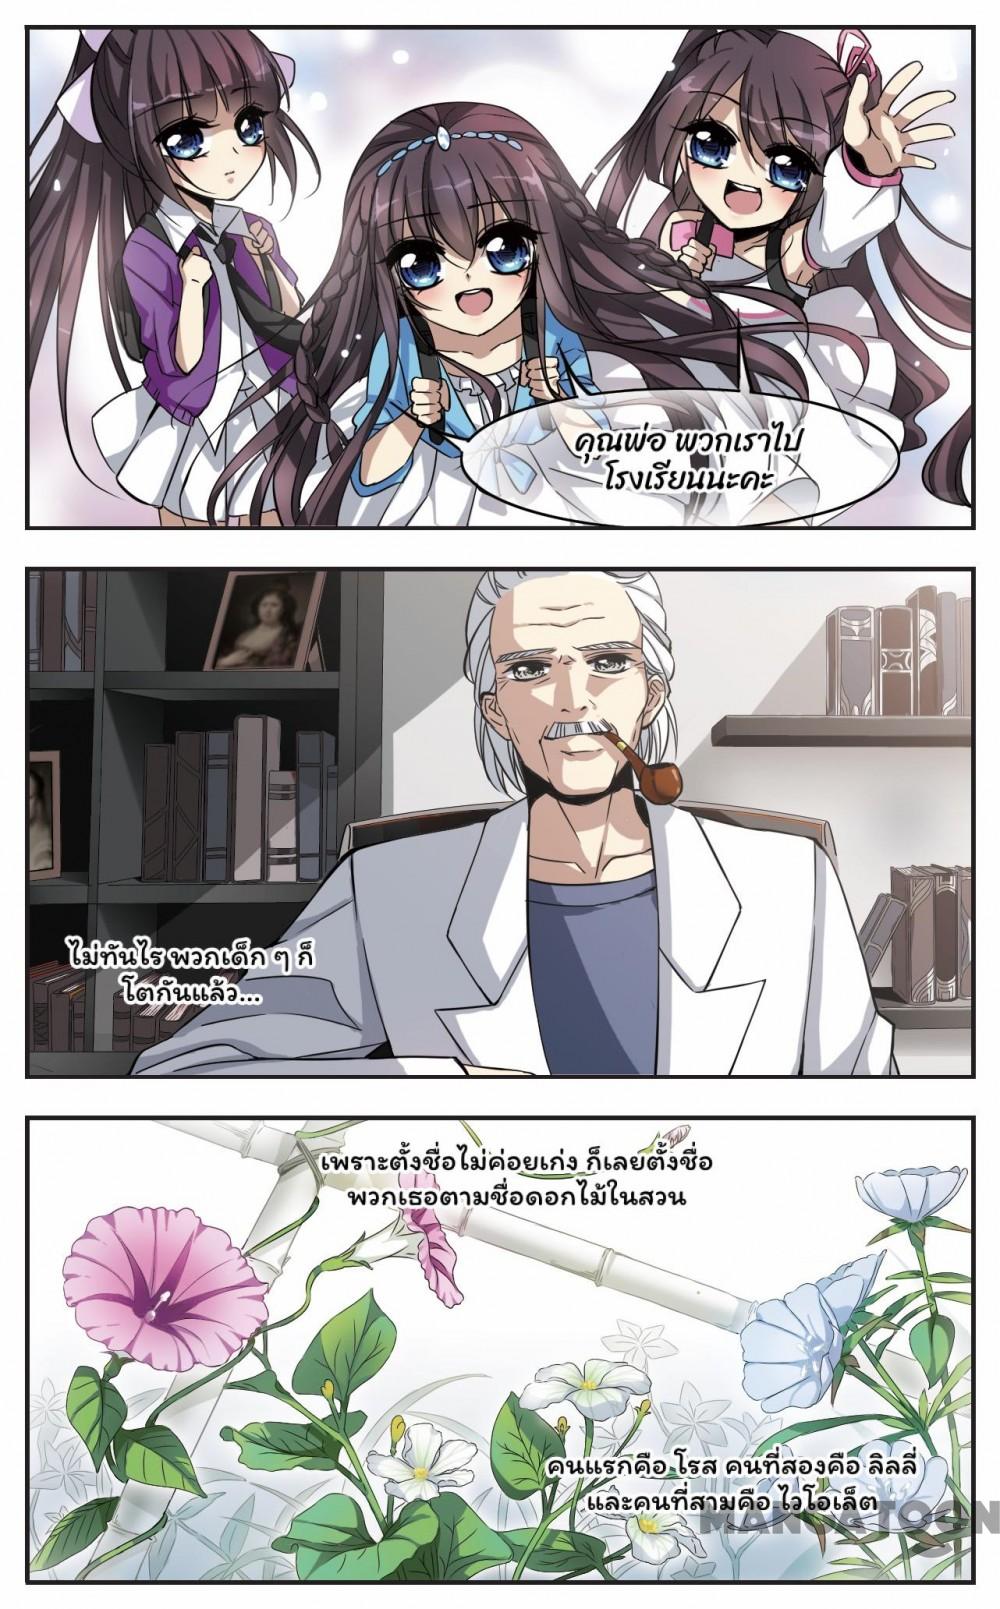 คุณพ่อ พวกเราไป
โรงเรียนนะคะ
ไม่ทันไร พวกเด็ก ๆ ก็
โตกันแล้ว...
เพราะตั้งชื่อไม่ค่อยเก่ง ก็เลยตั้งชื่อ
พวกเธอตามชื่อดอกไม้ในสวน
คนแรกคือ โรส คนที่สองคือ ลิลลี่
และคนที่สามคือ ไวโอเล็ต
MANGATOON